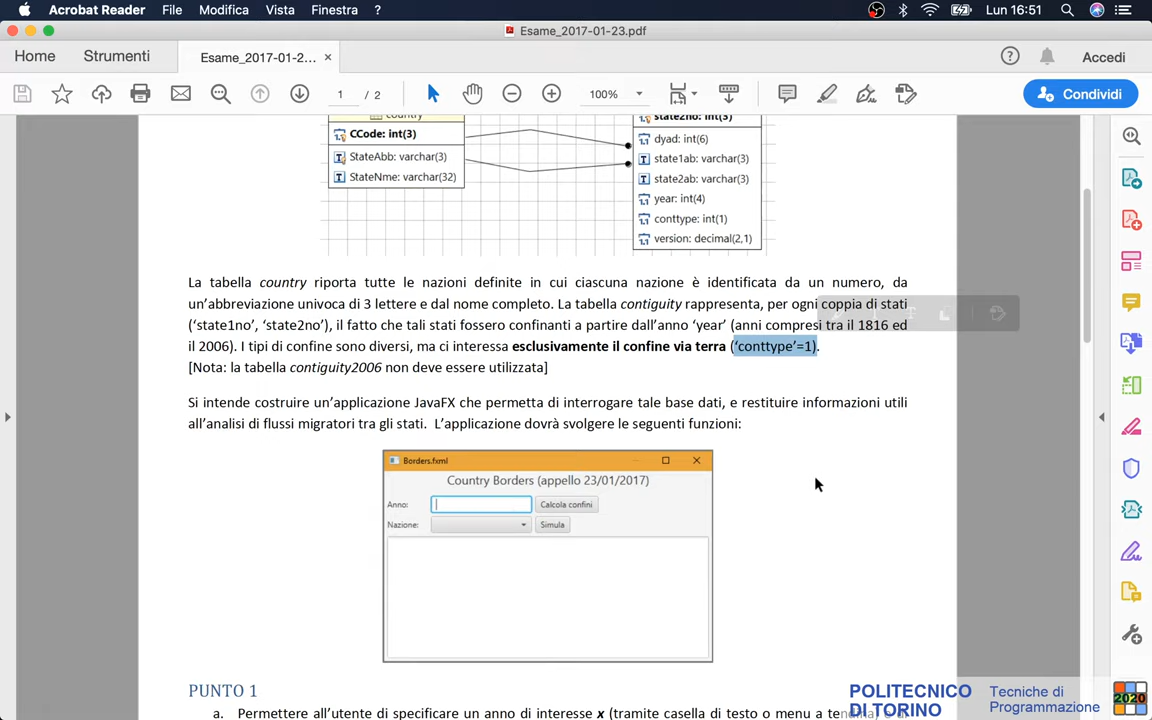 Acrobat Reader File Modifica Vista Finestra ? Lun 16:51
Esame_2017-01-23.pdf
Home Strumenti Esame_2017-01-2... × Accedi
1 / 2 100% Condividi
country state2no: int(3)
CCode: int(3) dyad: int(6)
StateAbb: varchar(3) state1ab: varchar(3)
StateNme: varchar(32) state2ab: varchar(3)
year: int(4)
conttype: int(1)
version: decimal(2,1)
La tabella country riporta tutte le nazioni definite in cui ciascuna nazione è identificata da un numero, da
un'abbreviazione univoca di 3 lettere e dal nome completo. La tabella contiguity rappresenta, per ogni coppia di stati
('state1no', 'state2no'), il fatto che tali stati fossero confinanti a partire dall'anno 'year' (anni compresi tra il 1816 ed
il 2006). I tipi di confine sono diversi, ma ci interessa esclusivamente il confine via terra ('conttype'=1).
[Nota: la tabella contiguity2006 non deve essere utilizzata]
Si intende costruire un'applicazione JavaFX che permetta di interrogare tale base dati, e restituire informazioni utili
all'analisi di flussi migratori tra gli stati. L'applicazione dovrà svolgere le seguenti funzioni:
Borders.fxml
Country Borders (appello 23/01/2017)
Anno: Calcola confini
Nazione: Simula
PUNTO 1
a. Permettere all'utente di specificare un anno di interesse x (tramite casella di testo o menu a
POLITECNICO
DI TORINO
Tecniche di
Programmazione
2020